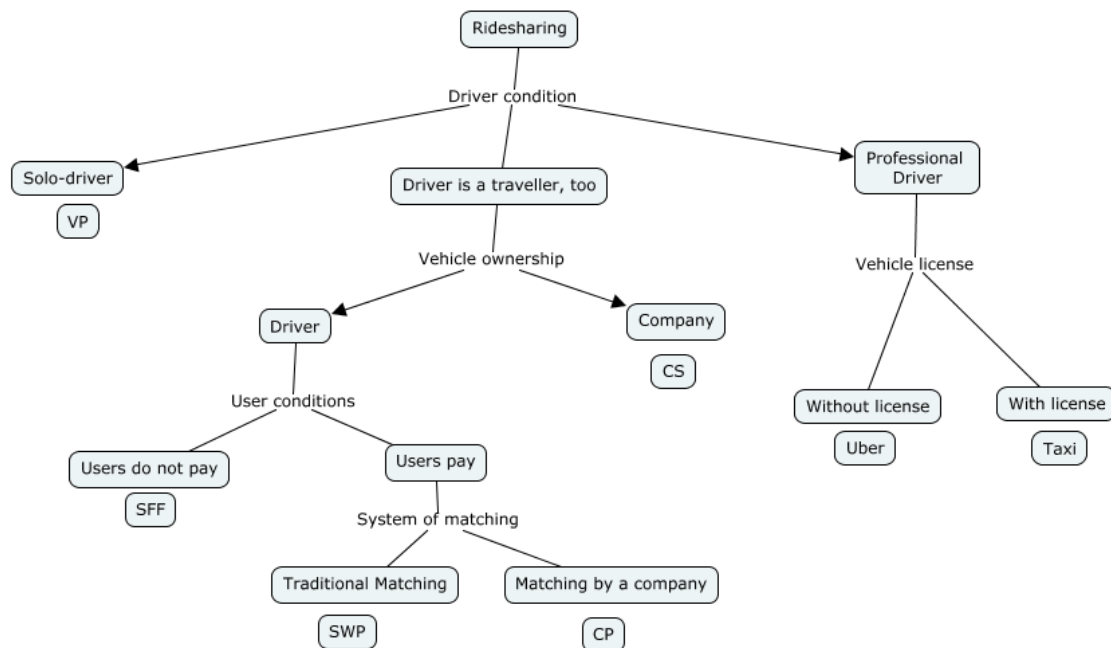 Ridesharing
Driver condition
Solo-driver
VP
Driver is a traveller, too
Professional
Driver
Vehicle ownership
Vehicle license
Driver
Company
CS
User conditions
Without license
With license
Uber
Taxi
Users do not pay
SFF
Users pay
System of matching
Traditional Matching
Matching by a company
SWP
CP